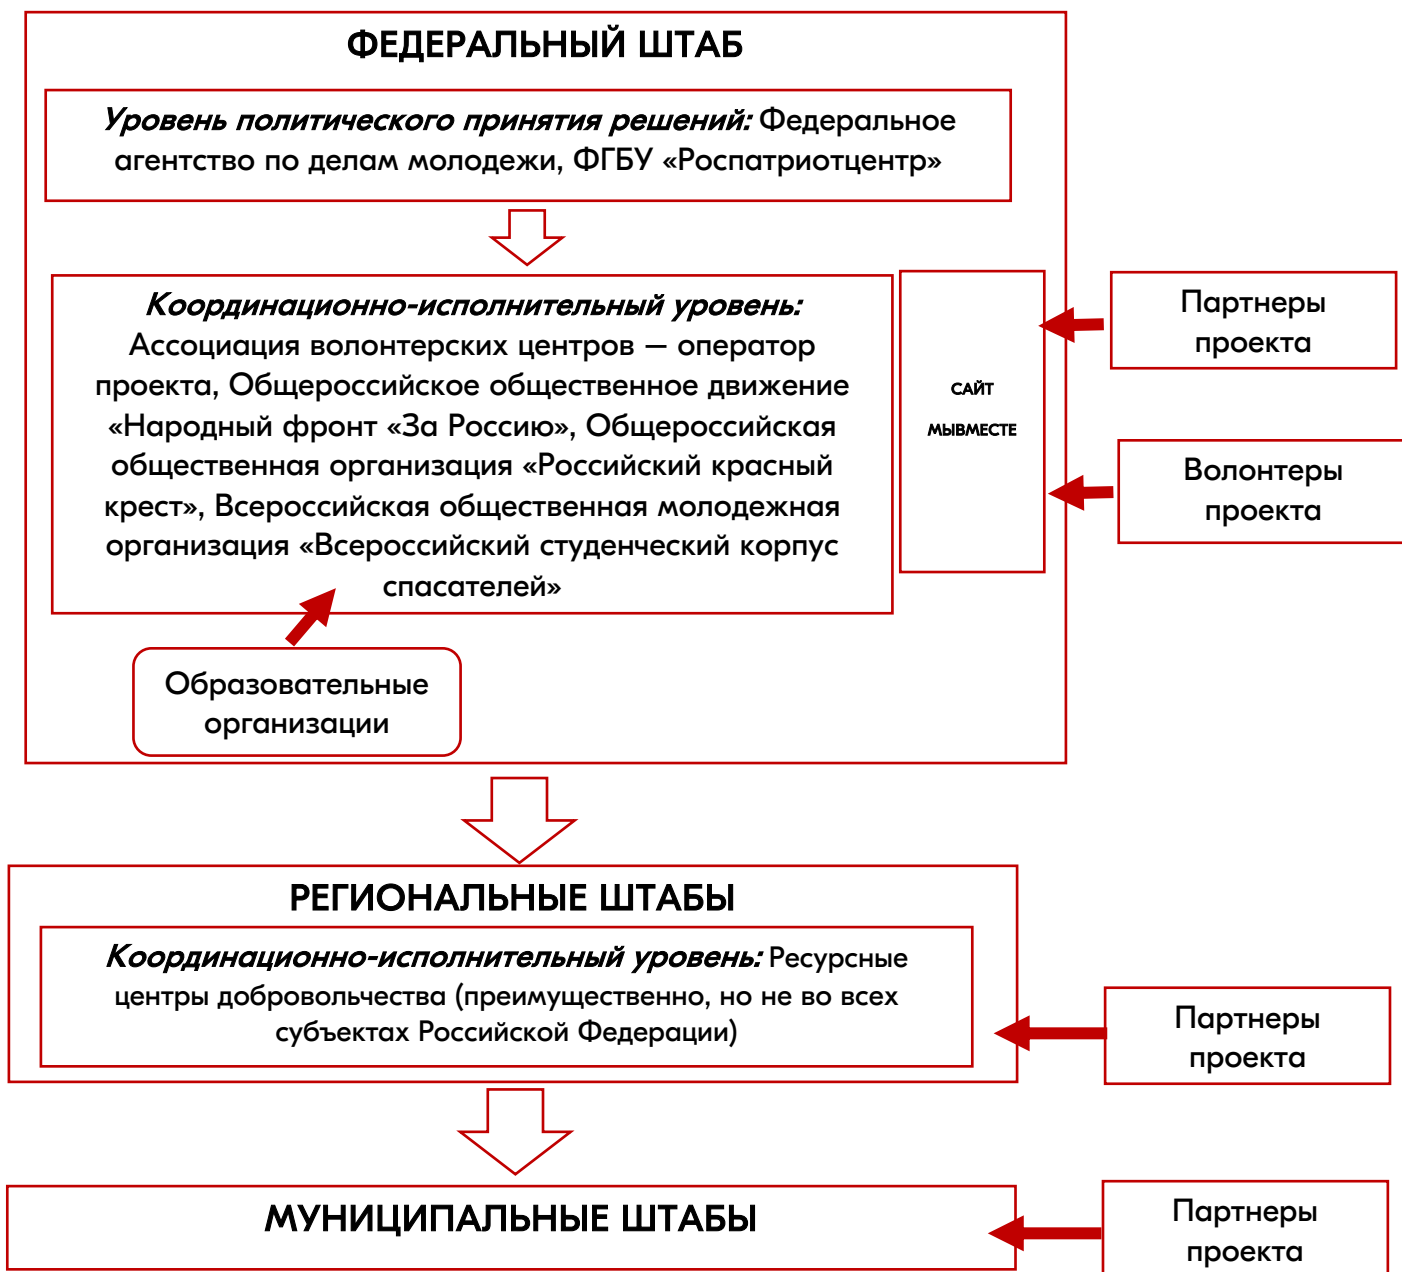 ФЕДЕРАЛЬНЫЙ ШТАБ
Уровень политического принятия решений: Федеральное
агентство по делам молодежи, ФГБУ «Роспатриотцентр»
Координационно-исполнительный уровень:
Ассоциация волонтерских центров – оператор
проекта, Общероссийское общественное движение
«Народный фронт «За Россию», Общероссийская
общественная организация «Российский красный
крест», Всероссийская общественная молодежная
организация «Всероссийский студенческий корпус
спасателей»
САЙТ
МЫВМЕСТЕ
Партнеры
проекта
Волонтеры
проекта
Образовательные
организации
РЕГИОНАЛЬНЫЕ ШТАБЫ
Координационно-исполнительный уровень: Ресурсные
центры добровольчества (преимущественно, но не во всех
субъектах Российской Федерации)
Партнеры
проекта
МУНИЦИПАЛЬНЫЕ ШТАБЫ
Партнеры
проекта